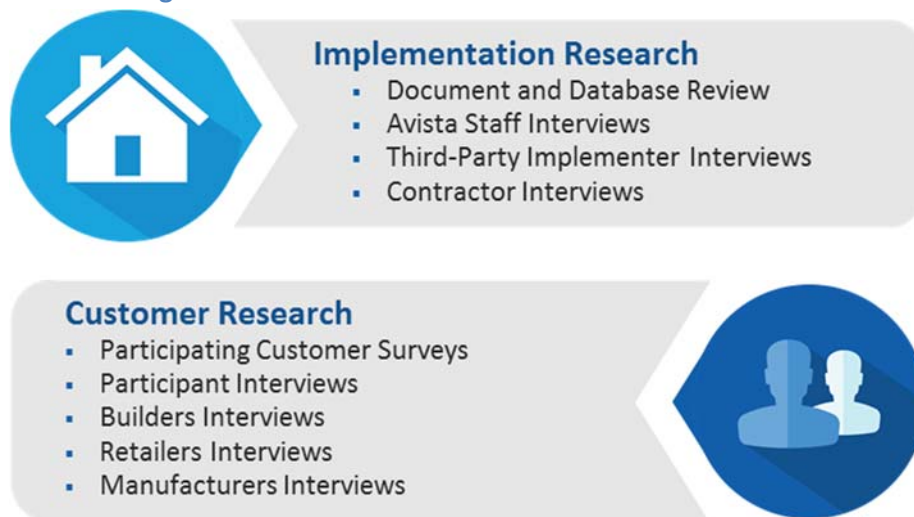 Implementation Research
▪ Document and Database Review
▪ Avista Staff Interviews
▪ Third-Party Implementer Interviews
▪ Contractor Interviews
Customer Research
▪ Participating Customer Surveys
▪ Participant Interviews
▪ Builders Interviews
▪ Retailers Interviews
▪ Manufacturers Interviews